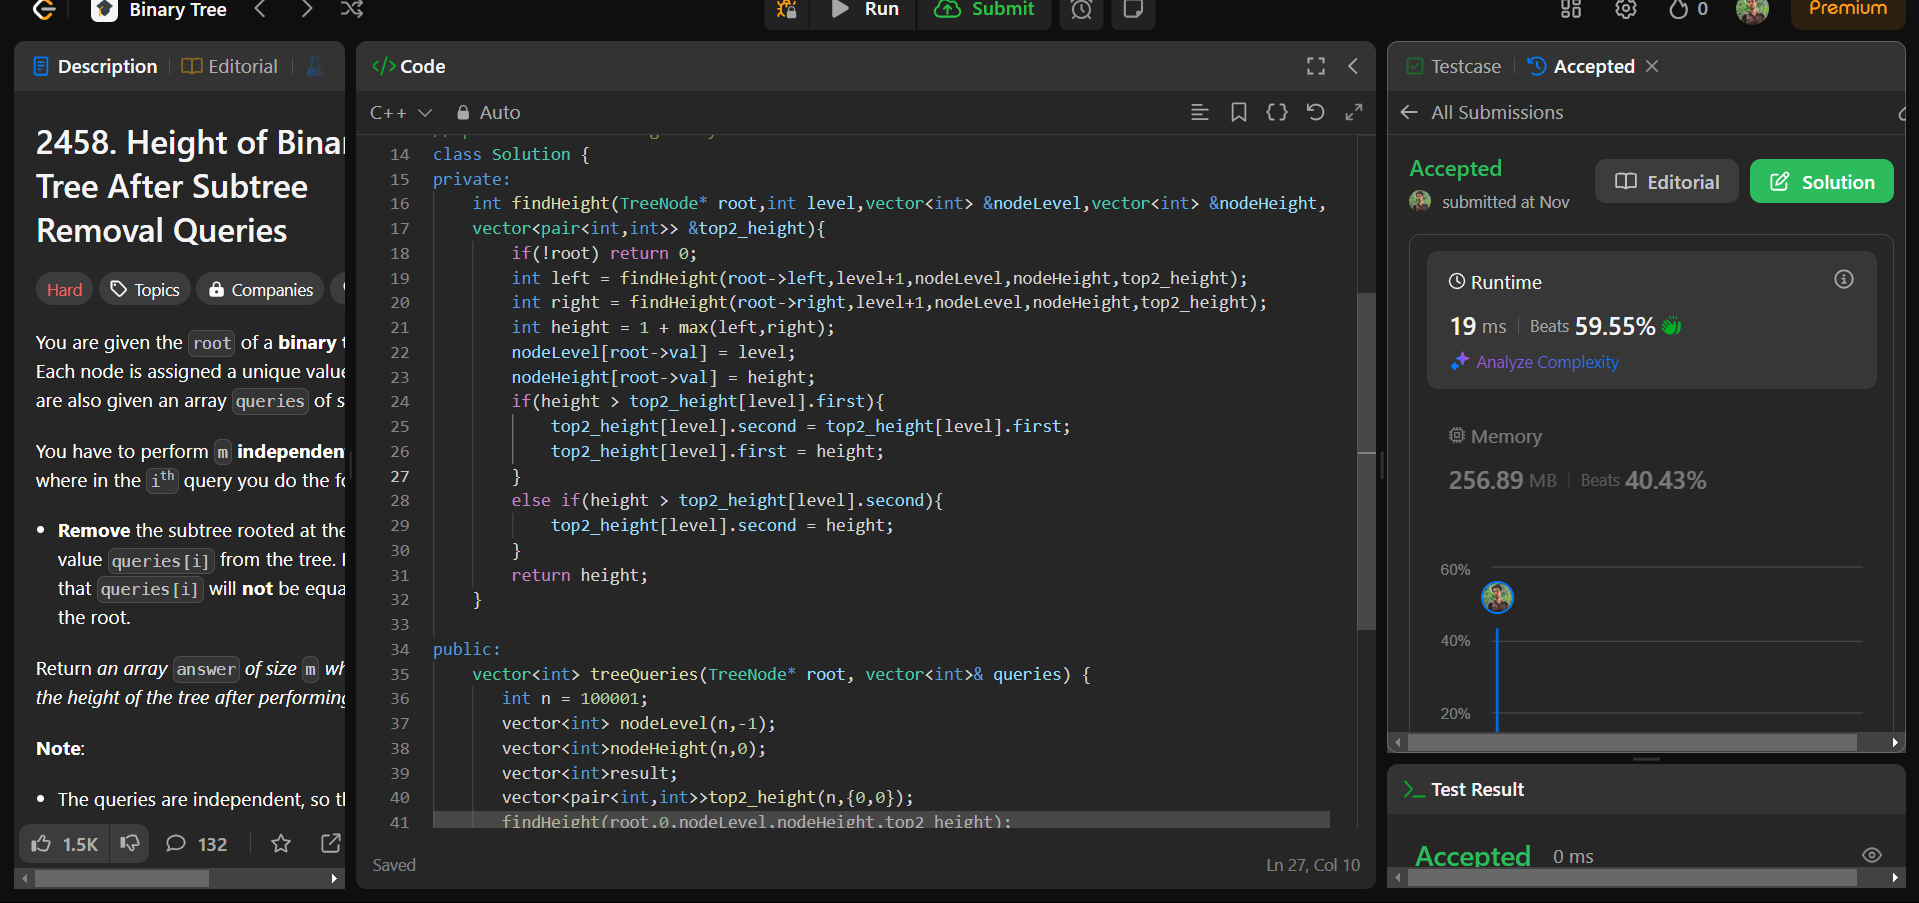 Binary Tree
Run
Submit
0
Premium
Description
Editorial
2458. Height of Binar
Tree After Subtree
Removal Queries
Hard
Topics
Companies
You are given the root of a binary t
Each node is assigned a unique value
are also given an array queries of s
You have to perform m independen
where in the ith query you do the fo
• Remove the subtree rooted at the
value queries[i] from the tree.
that queries[i] will not be equa
the root.
Return an array answer of size m wh
the height of the tree after performing
Note:
• The queries are independent, so th
1.5K
132
</> Code
C++
Auto
14 class Solution {
15 private:
16 int findHeight(TreeNode* root,int level,vector<int> &nodeLevel,vector<int> &nodeHeight,
17 vector<pair<int,int>> &top2_height){
18 if(!root) return 0;
19 int left = findHeight(root->left,level+1,nodeLevel,nodeHeight,top2_height);
20 int right = findHeight(root->right,level+1,nodeLevel,nodeHeight,top2_height);
21 int height = 1 + max(left,right);
22 nodeLevel[root->val] = level;
23 nodeHeight[root->val] = height;
24 if(height > top2_height[level].first){
25 top2_height[level].second = top2_height[level].first;
26 top2_height[level].first = height;
27 }
28 else if(height > top2_height[level].second){
29 top2_height[level].second = height;
30 }
31 return height;
32 }
33
34 public:
35 vector<int> treeQueries(TreeNode* root, vector<int>& queries) {
36 int n = 100001;
37 vector<int> nodeLevel(n,-1);
38 vector<int>nodeHeight(n,0);
39 vector<int>result;
40 vector<pair<int,int>>top2_height(n,{0,0});
41 findHeight(root,0,nodeLevel,nodeHeight,top2_height);
Saved
Ln 27, Col 10
Testcase
Accepted
All Submissions
Accepted
submitted at Nov
Editorial
Solution
Runtime
19 ms
Beats 59.55%
Analyze Complexity
Memory
256.89 MB
Beats 40.43%
60%
40%
20%
Test Result
Accepted
0 ms